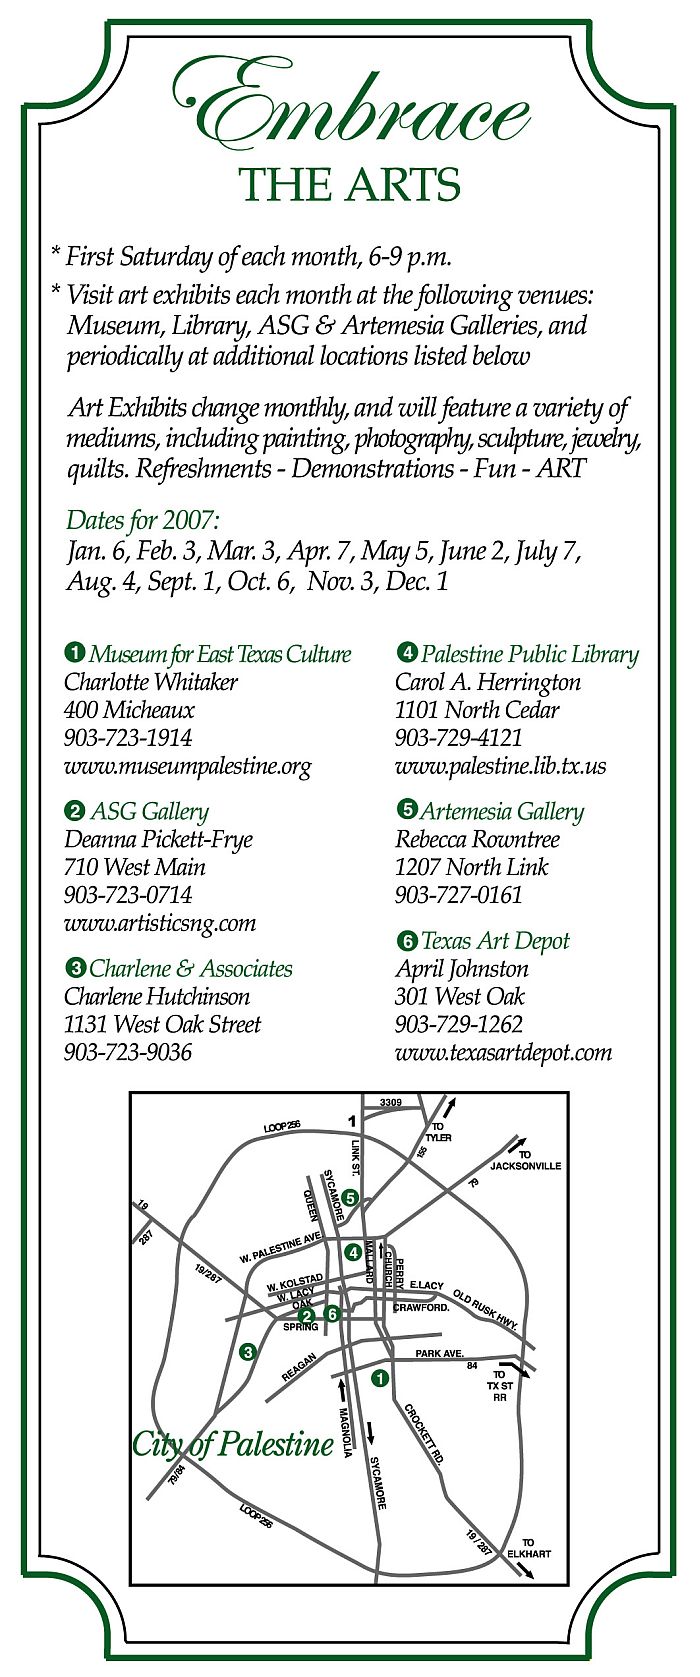 Embrace
THE ARTS
* First Saturday of each month, 6-9 p.m.
* Visit art exhibits each month at the following venues:
Museum, Library, ASG & Artemesia Galleries, and
periodically at additional locations listed below
Art Exhibits change monthly, and will feature a variety of
mediums, including painting, photography, sculpture, jewelry,
quilts. Refreshments - Demonstrations - Fun - ART
Dates for 2007:
Jan. 6, Feb. 3, Mar. 3, Apr. 7, May 5, June 2, July 7,
Aug. 4, Sept. 1, Oct. 6, Nov. 3, Dec. 1
1 Museum for East Texas Culture
Charlotte Whitaker
400 Micheaux
903-723-1914
www.museumpalestine.org
2 ASG Gallery
Deanna Pickett-Frye
710 West Main
903-723-0714
www.artisticsng.com
3 Charlene & Associates
Charlene Hutchinson
1131 West Oak Street
903-723-9036
4 Palestine Public Library
Carol A. Herrington
1101 North Cedar
903-729-4121
www.palestine.lib.tx.us
5 Artemesia Gallery
Rebecca Rowntree
1207 North Link
903-727-0161
6 Texas Art Depot
April Johnston
301 West Oak
903-729-1262
www.texasartdepot.com
3309
1
LOOP 256
TO
TYLER
155
LINK ST.
TO
JACKSONVILLE
79
SYCAMORE
QUEEN
5
19
287
19/287
W. PALESTINE AVE.
4
MALLARD
CHURCH
PERRY
W. KOLSTAD
W. LACY
OAK
E.LACY
OLD RUSK HWY.
CRAWFORD.
2
6
SPRING
3
REAGAN
PARK AVE.
84
TO
TX ST
RR
1
MAGNOLIA
CROCKETT RD.
City of Palestine
79/84
SYCAMORE
LOOP 256
19/287
TO
ELKHART